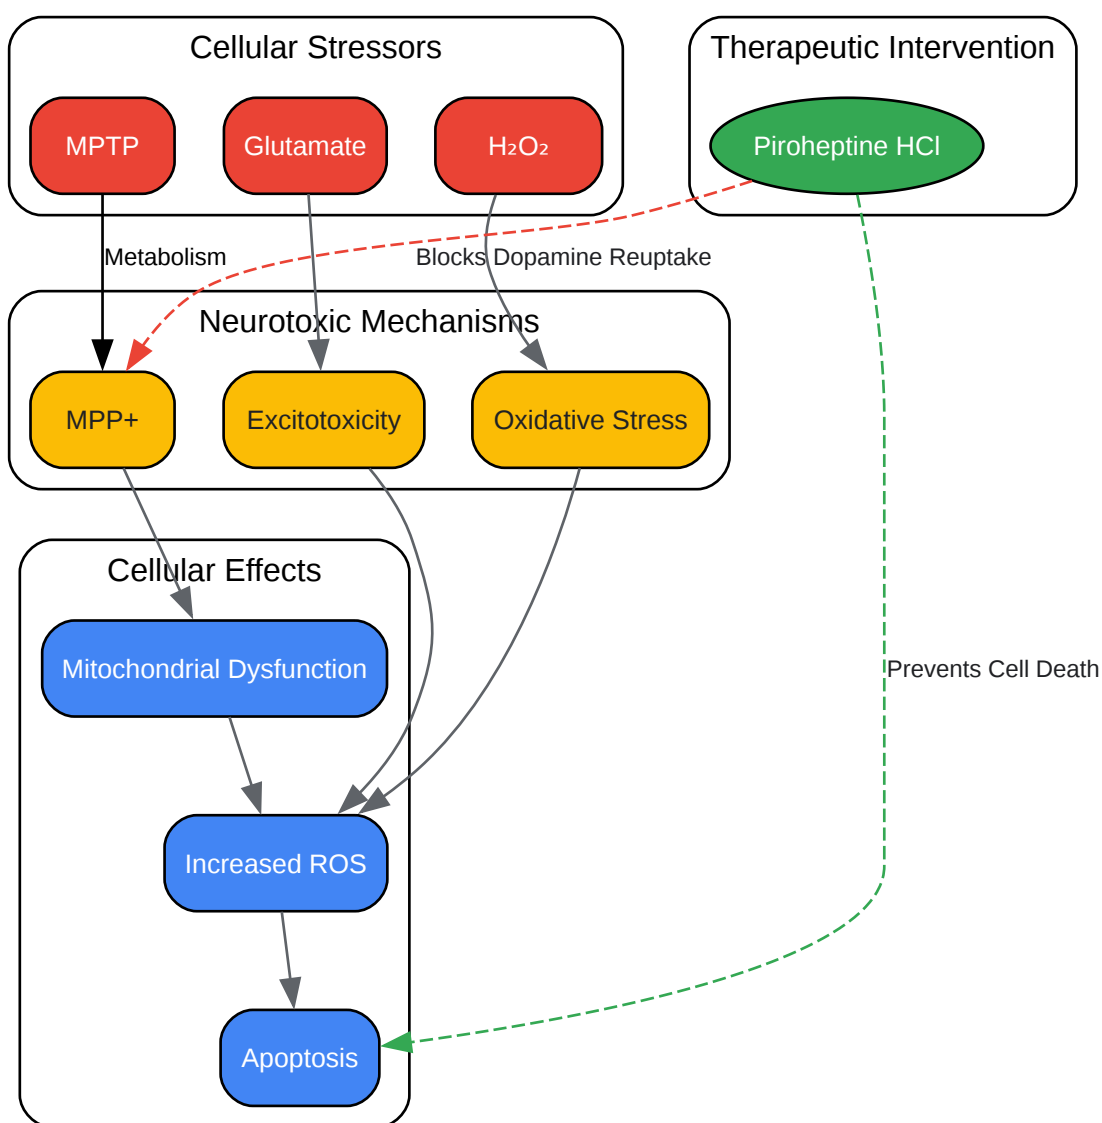 Cellular Stressors
Therapeutic Intervention
MPTP
Glutamate
H₂O₂
Piroheptine HCl
Metabolism
Blocks Dopamine Reuptake
Neurotoxic Mechanisms
MPP+
Excitotoxicity
Oxidative Stress
Cellular Effects
Mitochondrial Dysfunction
Prevents Cell Death
Increased ROS
Apoptosis